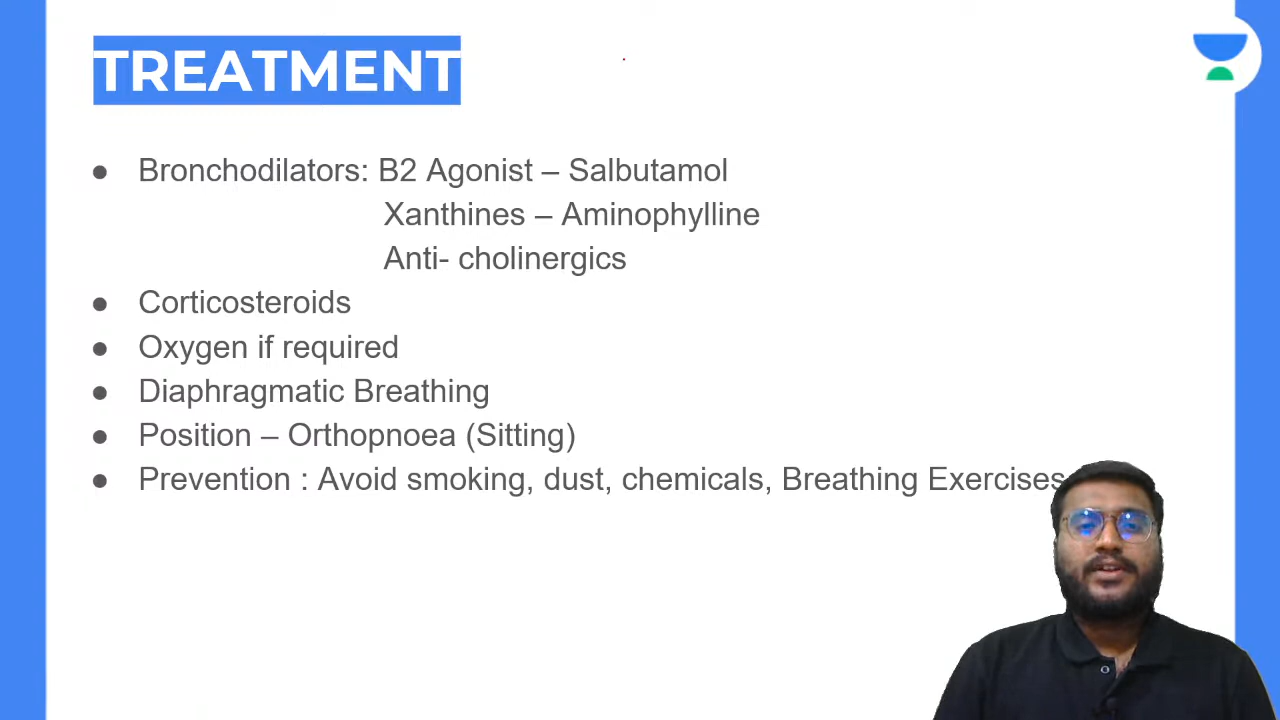 TREATMENT
● Bronchodilators: B2 Agonist – Salbutamol
Xanthines – Aminophylline
Anti- cholinergics
● Corticosteroids
● Oxygen if required
● Diaphragmatic Breathing
● Position – Orthopnoea (Sitting)
● Prevention : Avoid smoking, dust, chemicals, Breathing Exercises